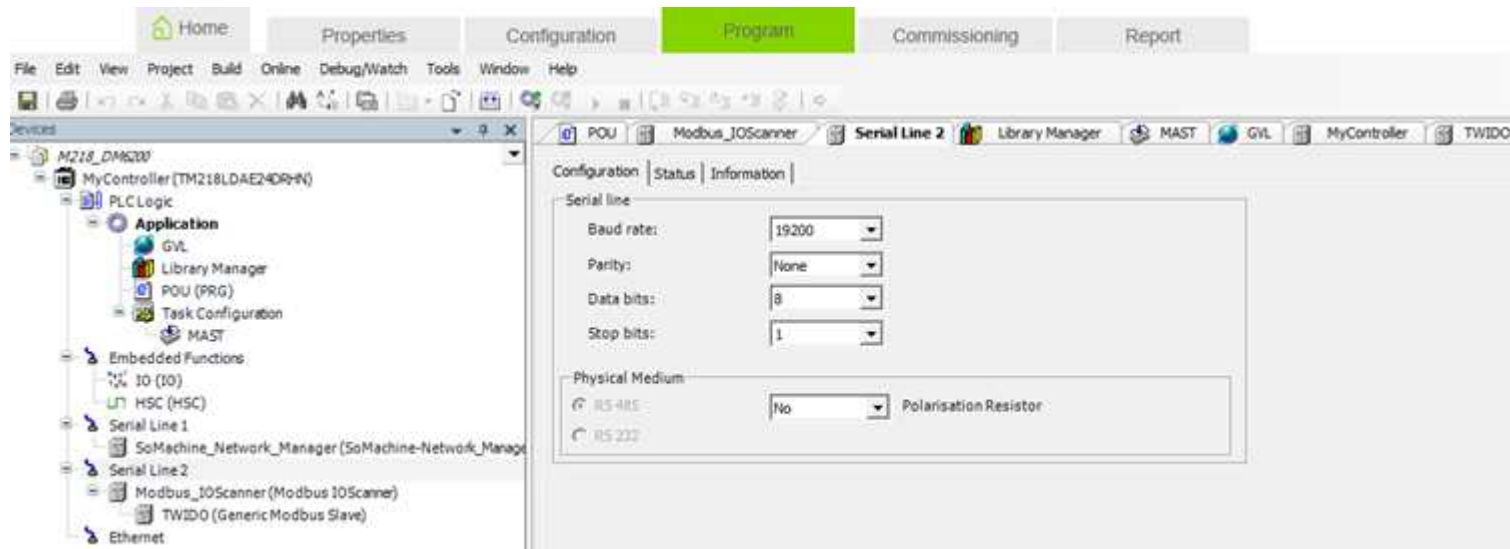 Home Properties Configuration Program Commissioning Report
File Edit View Project Build Online Debug/Watch Tools Window Help
Devices
POU Modbus_IOScanner Serial Line 2 Library Manager MAST GVL MyController TWIDO
M218_DM6200
MyController (TM218LDAE24DRHN)
PLC Logic
Application
GVL
Library Manager
POU (PRG)
Task Configuration
MAST
Embedded Functions
IO (IO)
HSC (HSC)
Serial Line 1
SoMachine_Network_Manager (SoMachine-Network_Manage
Serial Line 2
Modbus_IOScanner (Modbus IOScanner)
TWIDO (Generic Modbus Slave)
Ethernet
Configuration Status Information
Serial line
Baud rate: 19200
Parity: None
Data bits: 8
Stop bits: 1
Physical Medium
RS 485 No Polarisation Resistor
RS 232